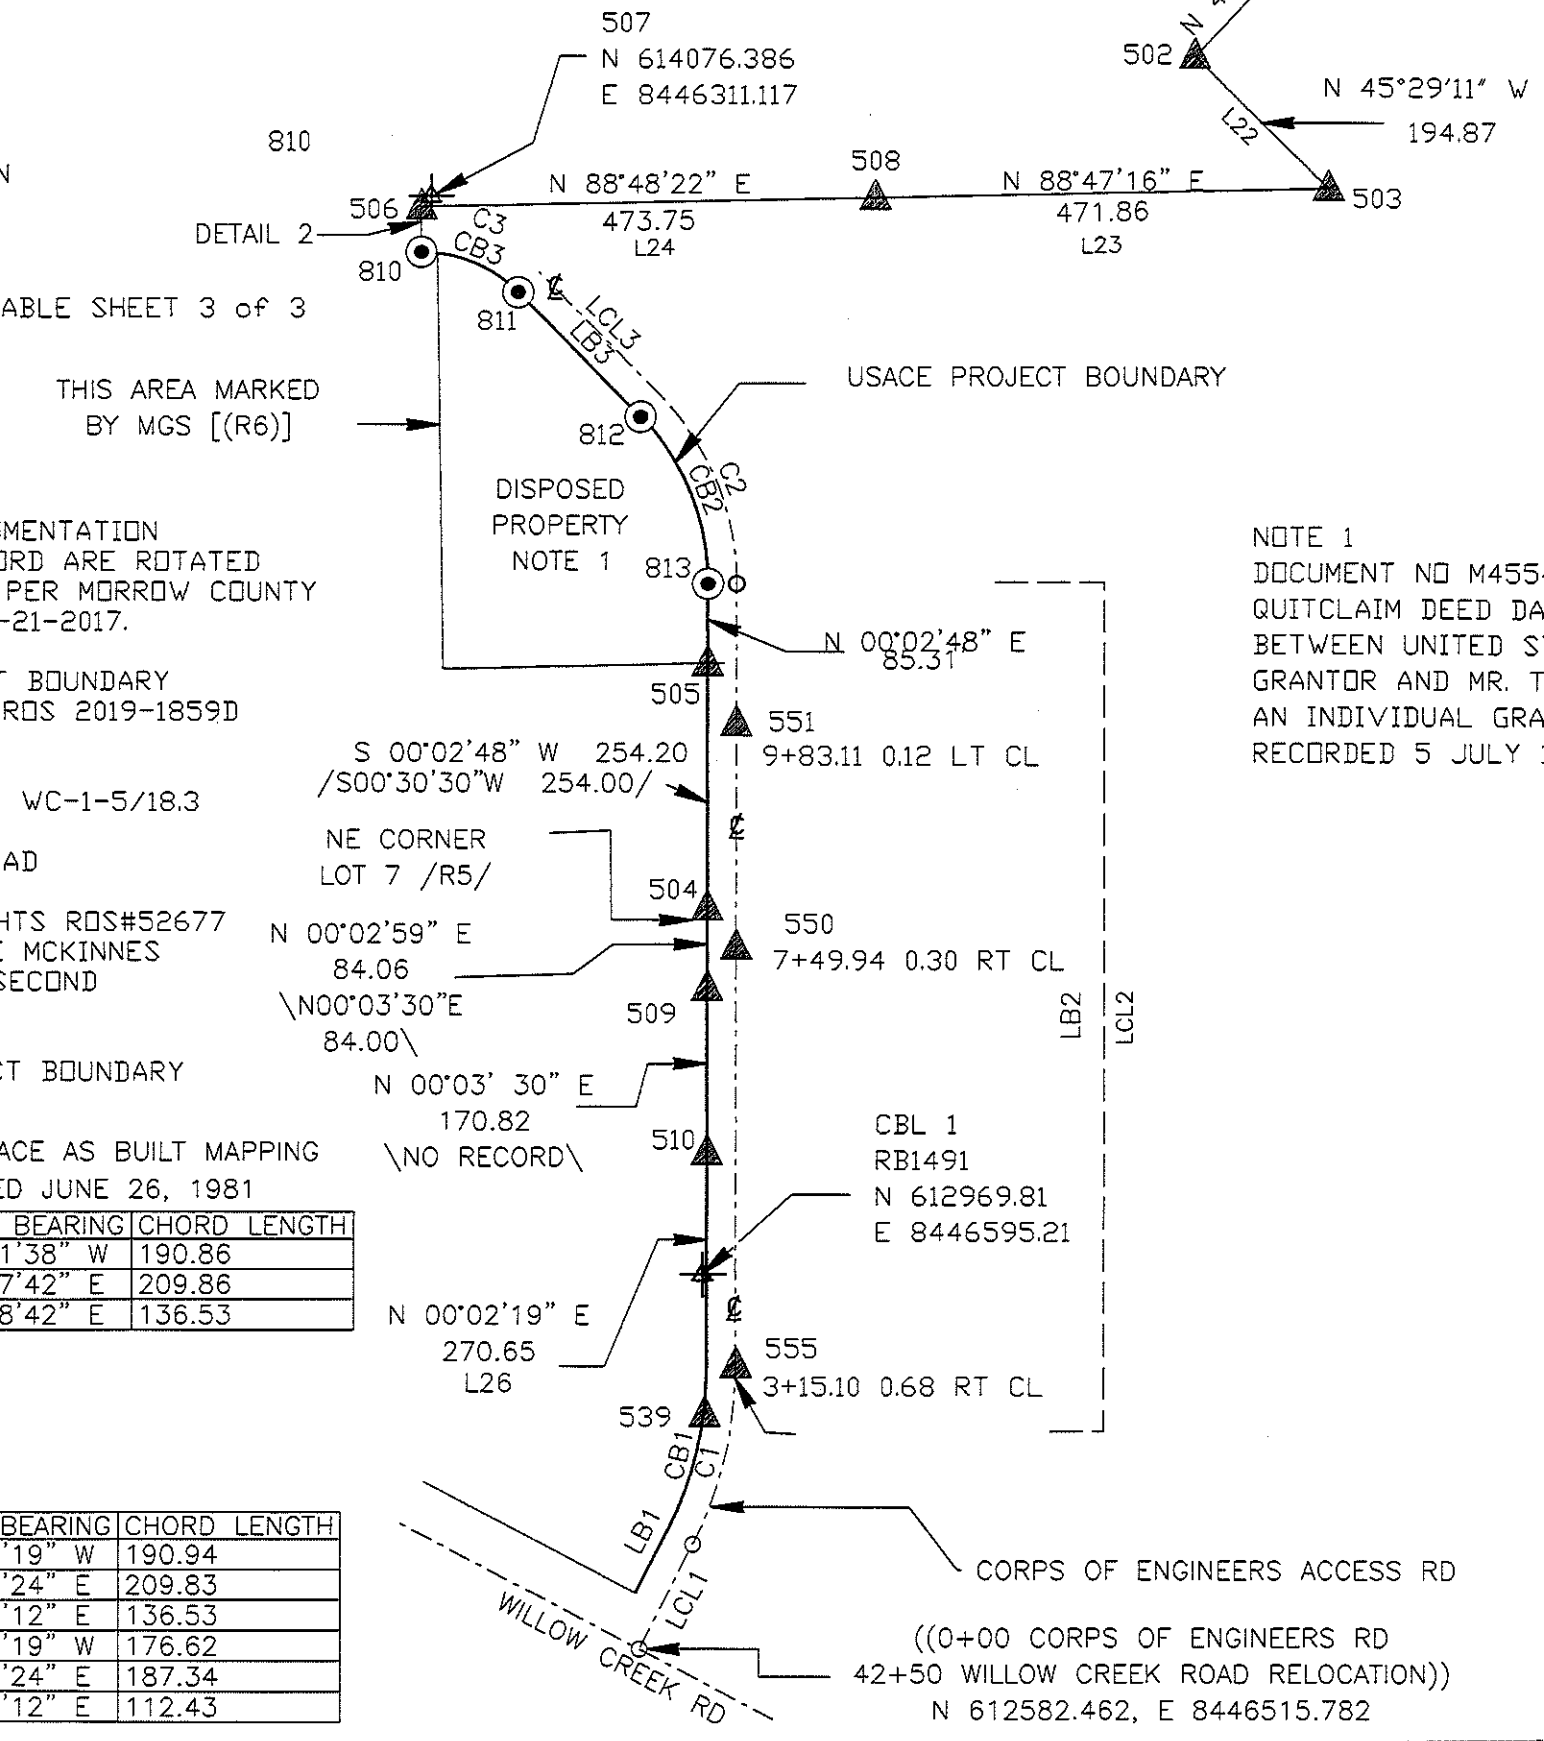 507
N 614076.386
E 8446311.117
502
N 45°29'11" W
194.87
L22
810
N
506
N 88°48'22" E
473.75
L24
508
N 88°47'16" E
471.86
L23
503
DETAIL 2
C3
CB3
810
811
℄
LCL3
LB3
ABLE SHEET 3 of 3
THIS AREA MARKED
BY MGS [(R6)]
USACE PROJECT BOUNDARY
812
C2
CB2
DISPOSED
PROPERTY
NOTE 1
813
MENTATION
ORD ARE ROTATED
PER MORROW COUNTY
-21-2017.
NOTE 1
DOCUMENT NO M455
QUITCLAIM DEED DA
BETWEEN UNITED S
GRANTOR AND MR. T
AN INDIVIDUAL GRA
RECORDED 5 JULY
N 00°02'48" E
85.31
T BOUNDARY
ROS 2019-1859D
505
551
9+83.11 0.12 LT CL
S 00°02'48" W 254.20
/S00°30'30"W 254.00/
WC-1-5/18.3
℄
NE CORNER
LOT 7 /R5/
AD
504
550
7+49.94 0.30 RT CL
HTS ROS#52677
E MCKINNES
SECOND
N 00°02'59" E
84.06
\N00°03'30"E
84.00\
509
LB2
LCL2
CT BOUNDARY
N 00°03' 30" E
170.82
\NO RECORD\
510
CBL 1
RB1491
N 612969.81
E 8446595.21
ACE AS BUILT MAPPING
ED JUNE 26, 1981
BEARING CHORD LENGTH
1'38" W 190.86
7'42" E 209.86
8'42" E 136.53
℄
N 00°02'19" E
270.65
L26
555
3+15.10 0.68 RT CL
539
CB1
C1
LB1
LCL1
BEARING CHORD LENGTH
'19" W 190.94
'24" E 209.83
'12" E 136.53
'19" W 176.62
'24" E 187.34
'12" E 112.43
CORPS OF ENGINEERS ACCESS RD
WILLOW CREEK RD
((0+00 CORPS OF ENGINEERS RD
42+50 WILLOW CREEK ROAD RELOCATION))
N 612582.462, E 8446515.782